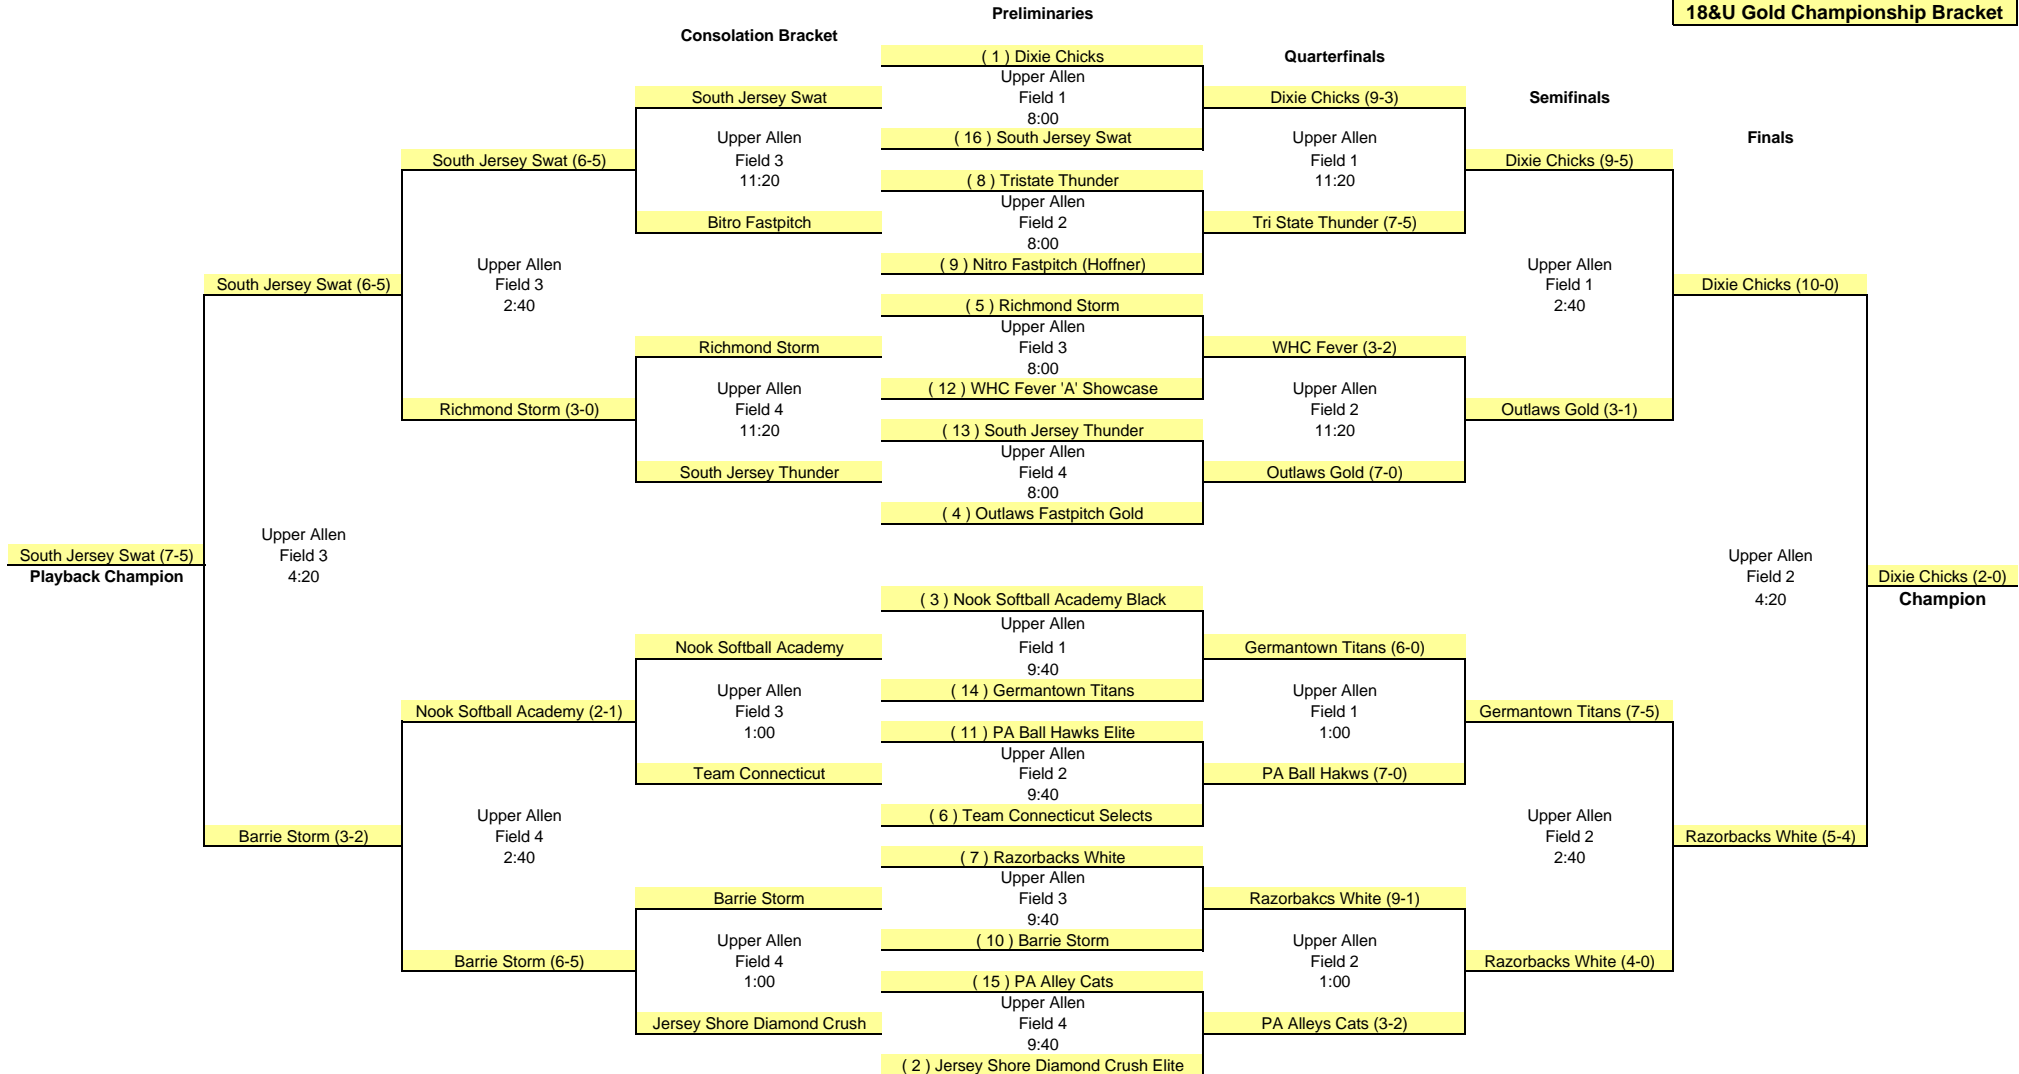 Preliminaries
18&U Gold Championship Bracket
Consolation Bracket
( 1 ) Dixie Chicks
Quarterfinals
Upper Allen
South Jersey Swat
Field 1
Dixie Chicks (9-3)
Semifinals
8:00
Upper Allen
( 16 ) South Jersey Swat
Upper Allen
Finals
South Jersey Swat (6-5)
Field 3
Field 1
Dixie Chicks (9-5)
11:20
( 8 ) Tristate Thunder
11:20
Upper Allen
Bitro Fastpitch
Field 2
Tri State Thunder (7-5)
8:00
Upper Allen
( 9 ) Nitro Fastpitch (Hoffner)
Upper Allen
South Jersey Swat (6-5)
Field 3
Field 1
Dixie Chicks (10-0)
2:40
( 5 ) Richmond Storm
2:40
Upper Allen
Richmond Storm
Field 3
WHC Fever (3-2)
8:00
Upper Allen
( 12 ) WHC Fever 'A' Showcase
Upper Allen
Richmond Storm (3-0)
Field 4
Field 2
Outlaws Gold (3-1)
11:20
( 13 ) South Jersey Thunder
11:20
Upper Allen
South Jersey Thunder
Field 4
Outlaws Gold (7-0)
8:00
( 4 ) Outlaws Fastpitch Gold
Upper Allen
South Jersey Swat (7-5)
Field 3
Upper Allen
Playback Champion
4:20
Field 2
Dixie Chicks (2-0)
( 3 ) Nook Softball Academy Black
4:20
Champion
Upper Allen
Nook Softball Academy
Field 1
Germantown Titans (6-0)
9:40
Upper Allen
( 14 ) Germantown Titans
Upper Allen
Nook Softball Academy (2-1)
Field 3
Field 1
Germantown Titans (7-5)
1:00
( 11 ) PA Ball Hawks Elite
1:00
Upper Allen
Team Connecticut
Field 2
PA Ball Hakws (7-0)
9:40
Upper Allen
( 6 ) Team Connecticut Selects
Upper Allen
Barrie Storm (3-2)
Field 4
Field 2
Razorbacks White (5-4)
2:40
( 7 ) Razorbacks White
2:40
Upper Allen
Barrie Storm
Field 3
Razorbakcs White (9-1)
9:40
Upper Allen
( 10 ) Barrie Storm
Upper Allen
Barrie Storm (6-5)
Field 4
Field 2
Razorbacks White (4-0)
1:00
( 15 ) PA Alley Cats
1:00
Upper Allen
Jersey Shore Diamond Crush
Field 4
PA Alleys Cats (3-2)
9:40
( 2 ) Jersey Shore Diamond Crush Elite